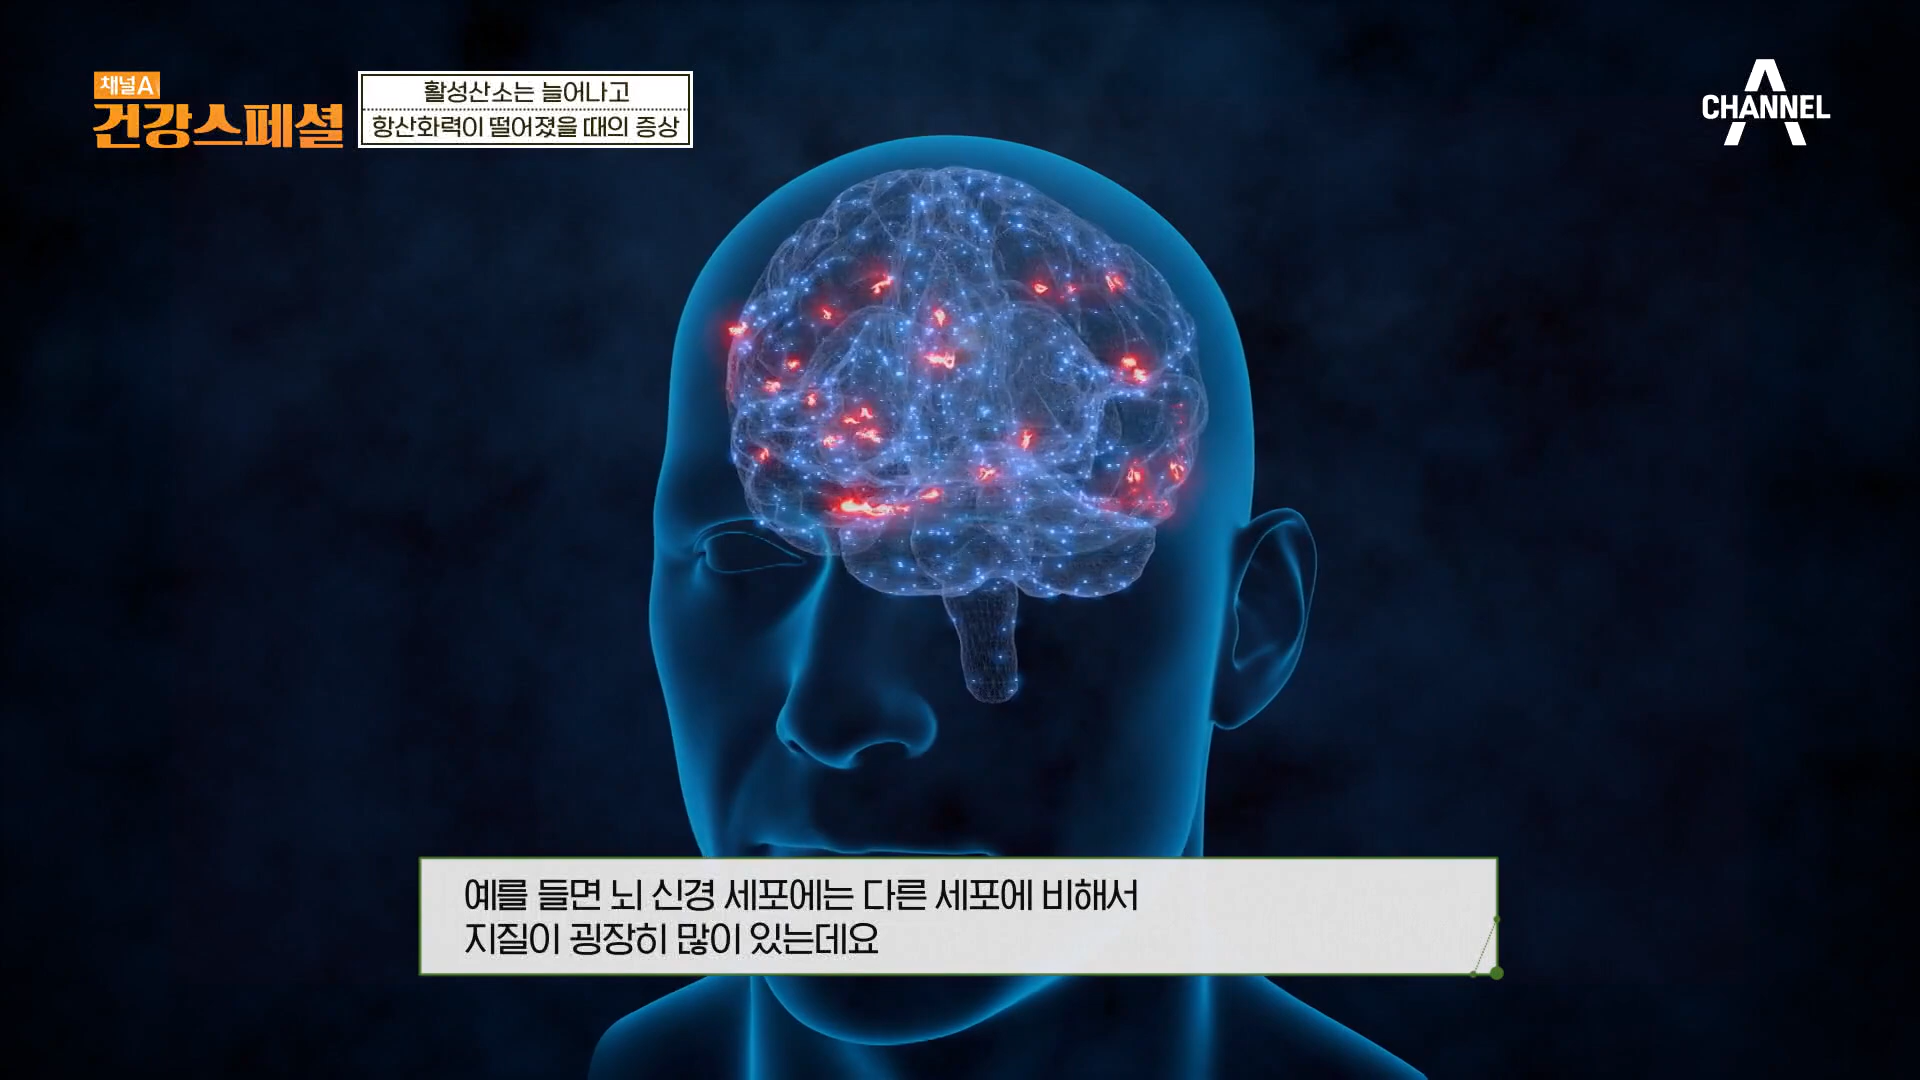 채널A
건강스페셜
활성산소는 늘어나고
항산화력이 떨어졌을 때의 증상
CHANNEL A
예를 들면 뇌 신경 세포에는 다른 세포에 비해서
지질이 굉장히 많이 있는데요